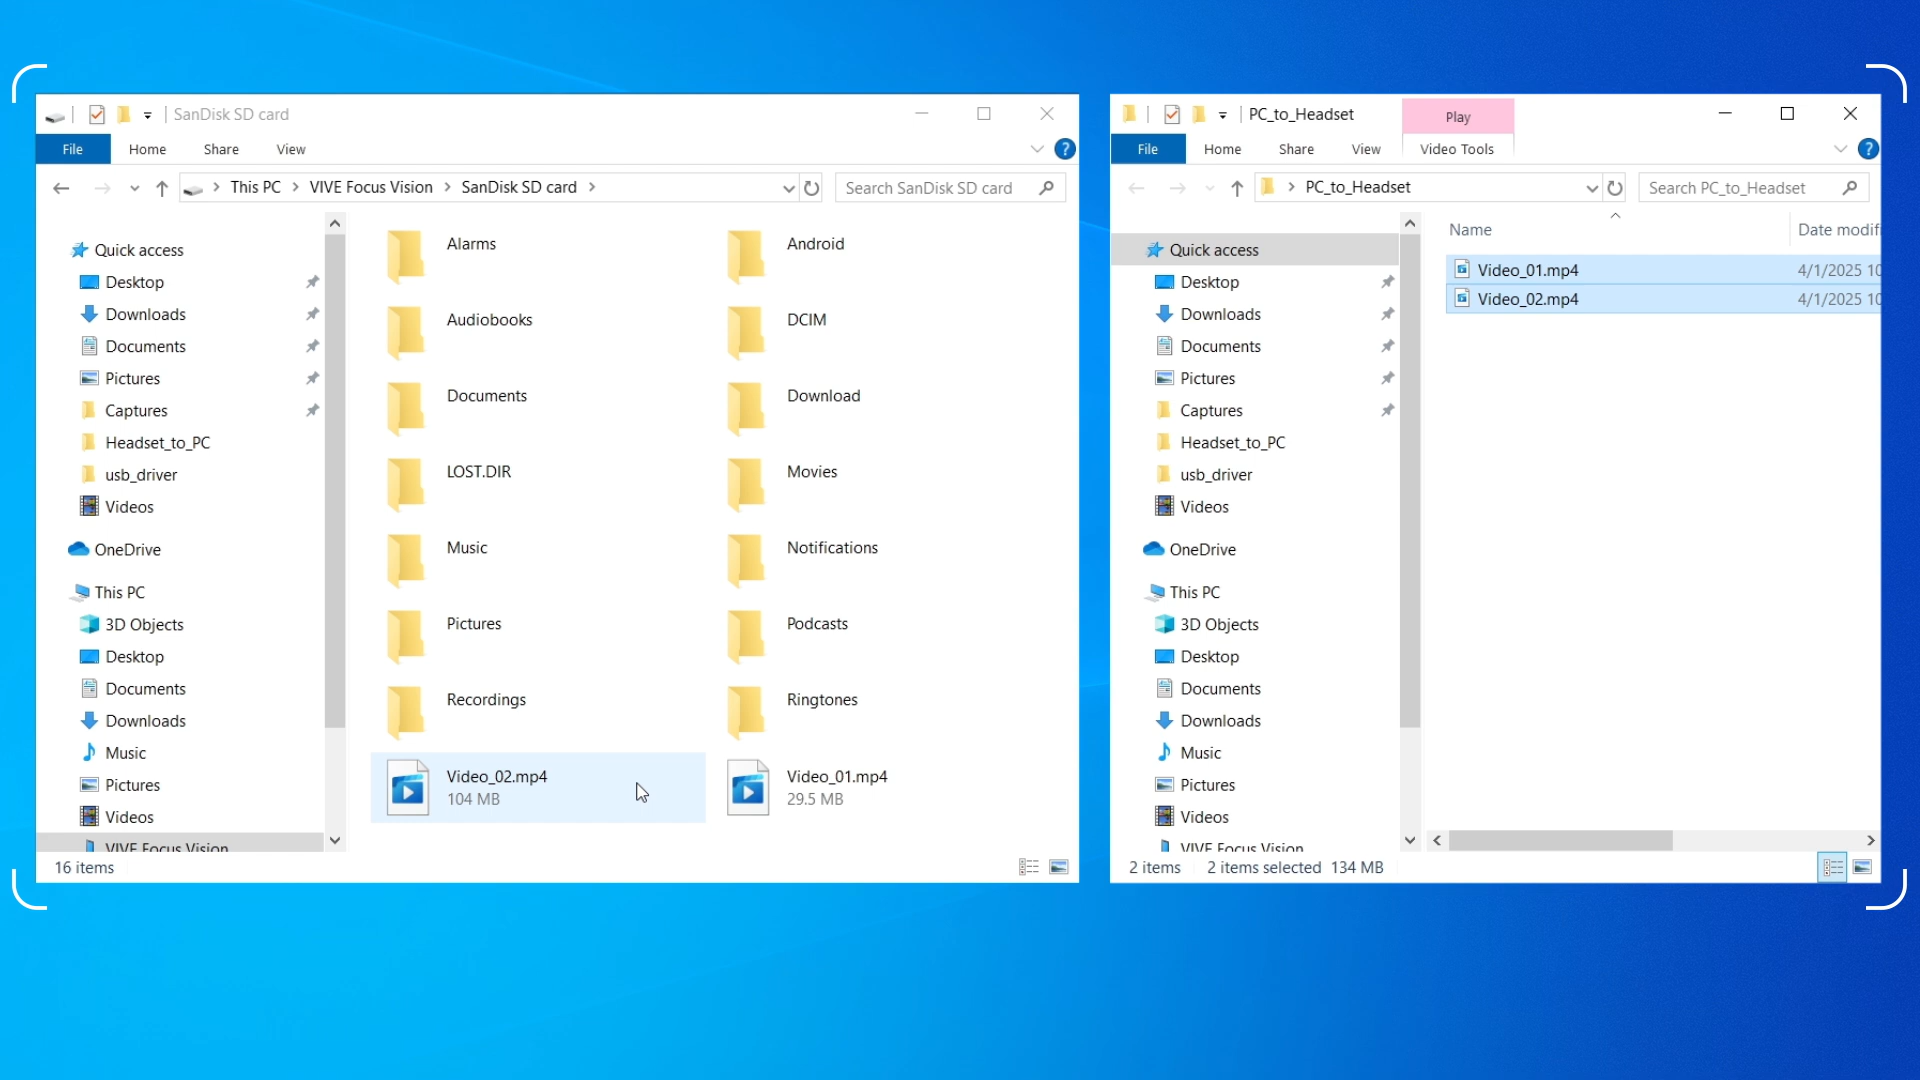 SanDisk SD card
File Home Share View
This PC VIVE Focus Vision SanDisk SD card
Search SanDisk SD card
Quick access
Desktop
Downloads
Documents
Pictures
Captures
Headset_to_PC
usb_driver
Videos
OneDrive
This PC
3D Objects
Desktop
Documents
Downloads
Music
Pictures
Videos
VIVE Focus Vision
Alarms
Android
Audiobooks
DCIM
Documents
Download
LOST.DIR
Movies
Music
Notifications
Pictures
Podcasts
Recordings
Ringtones
Video_02.mp4
104 MB
Video_01.mp4
29.5 MB
16 items
PC_to_Headset
Play
File Home Share View Video Tools
?
PC_to_Headset
Search PC_to_Headset
Quick access
Desktop
Downloads
Documents
Pictures
Captures
Headset_to_PC
usb_driver
Videos
OneDrive
This PC
3D Objects
Desktop
Documents
Downloads
Music
Pictures
Videos
VIVE Focus Vision
Name Date modif
Video_01.mp4 4/1/2025 10
Video_02.mp4 4/1/2025 10
2 items 2 items selected 134 MB